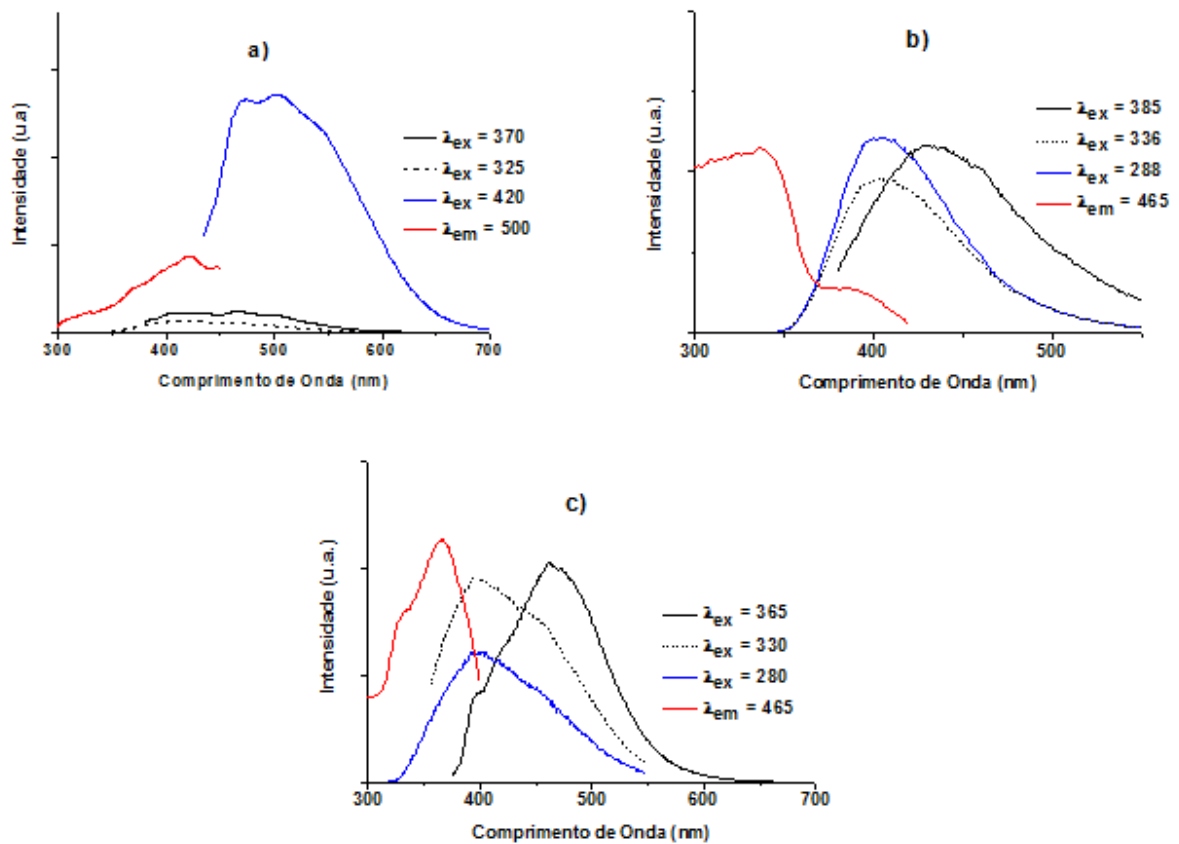 a)
Intensidade (u.a)
λex = 370
λex = 325
λex = 420
λem = 500
300 400 500 600 700
Comprimento de Onda (nm)
b)
Intensidade (u.a.)
λex = 385
λex = 336
λex = 288
λem = 465
300 400 500
Comprimento de Onda (nm)
c)
Intensidade (u.a.)
λex = 365
λex = 330
λex = 280
λem = 465
300 400 500 600 700
Comprimento de Onda (nm)